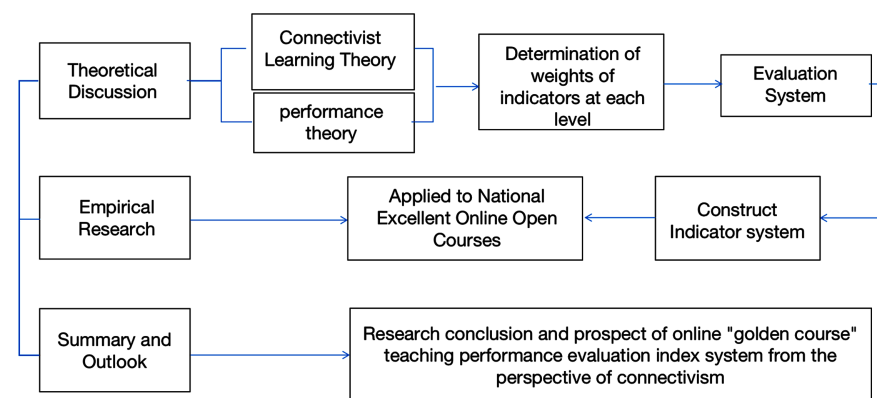 Theoretical
Discussion
Connectivist
Learning Theory
performance
theory
Determination of
weights of
indicators at each
level
Evaluation
System
Empirical
Research
Applied to National
Excellent Online Open
Courses
Construct
Indicator system
Summary and
Outlook
Research conclusion and prospect of online "golden course"
teaching performance evaluation index system from the
perspective of connectivism